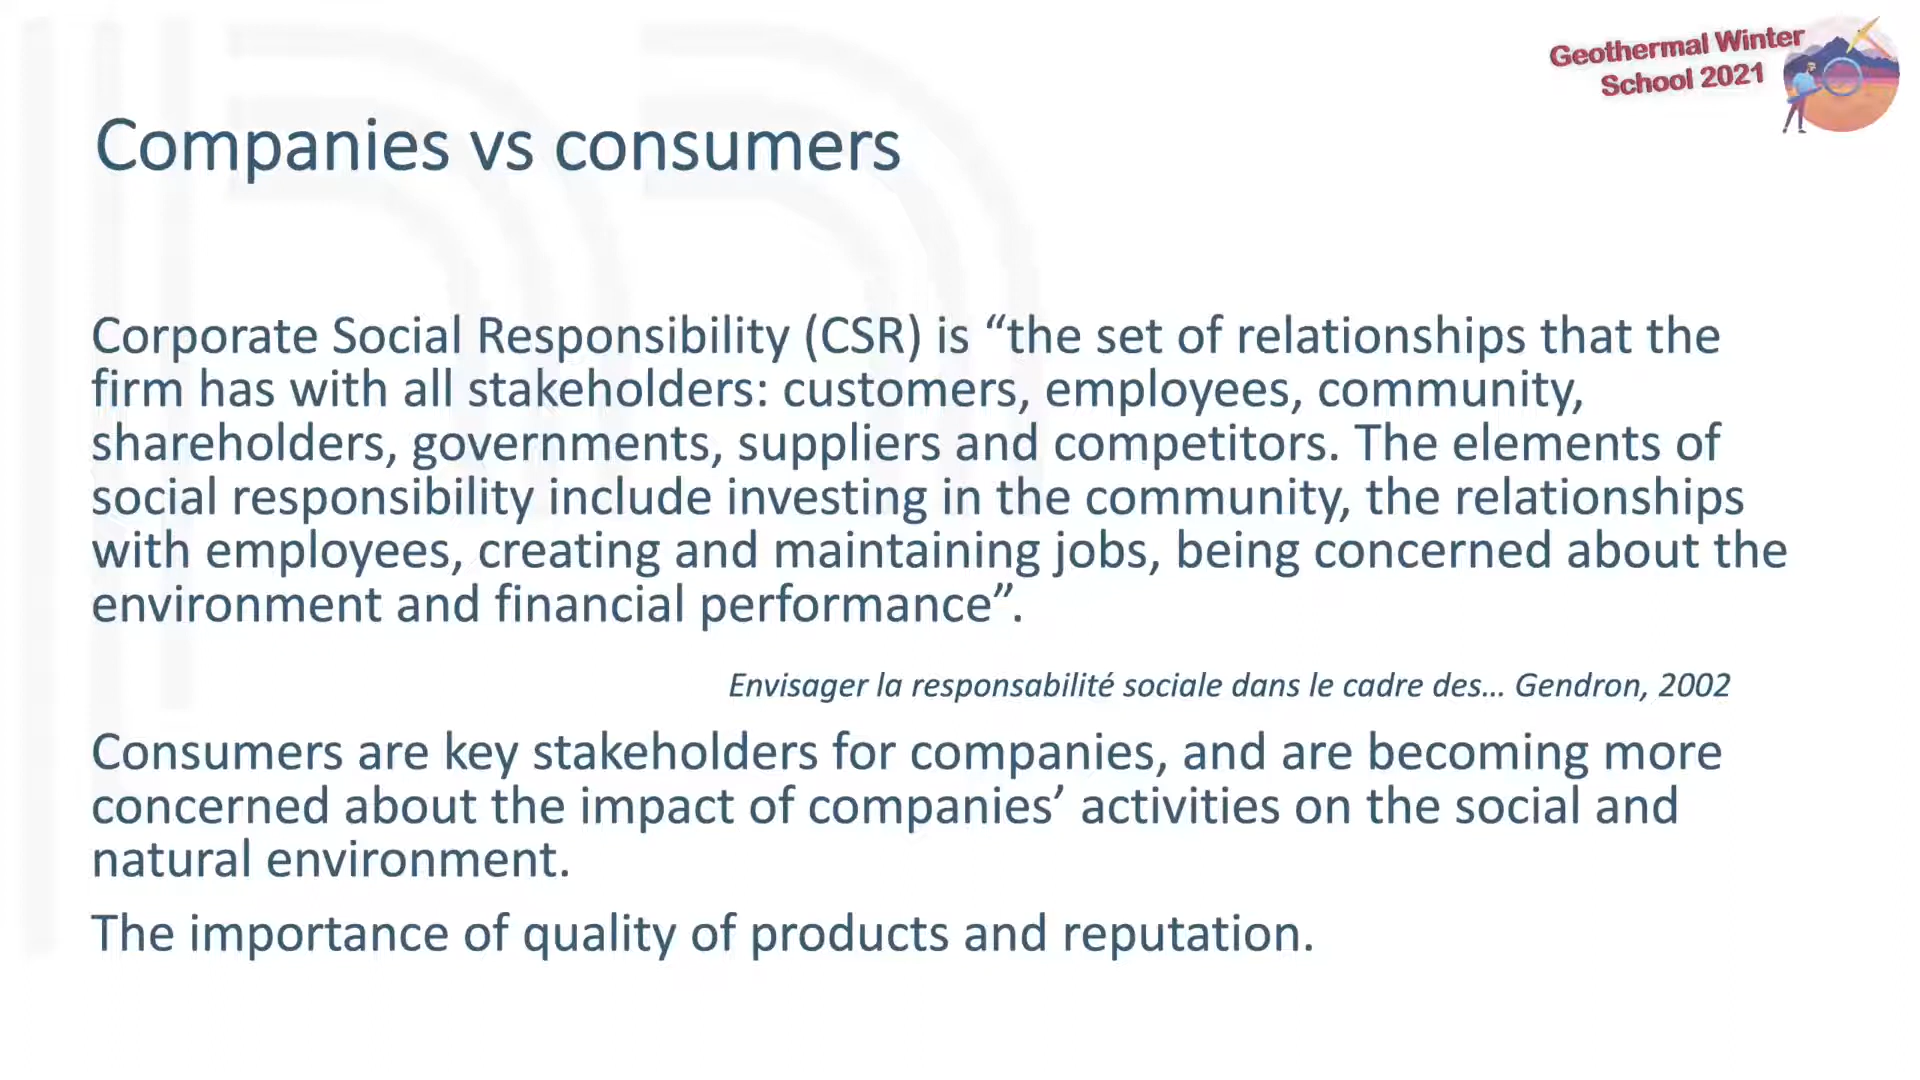 Geothermal Winter
School 2021
Companies vs consumers
Corporate Social Responsibility (CSR) is “the set of relationships that the
firm has with all stakeholders: customers, employees, community,
shareholders, governments, suppliers and competitors. The elements of
social responsibility include investing in the community, the relationships
with employees, creating and maintaining jobs, being concerned about the
environment and financial performance”.
Envisager la responsabilité sociale dans le cadre des... Gendron, 2002
Consumers are key stakeholders for companies, and are becoming more
concerned about the impact of companies’ activities on the social and
natural environment.
The importance of quality of products and reputation.